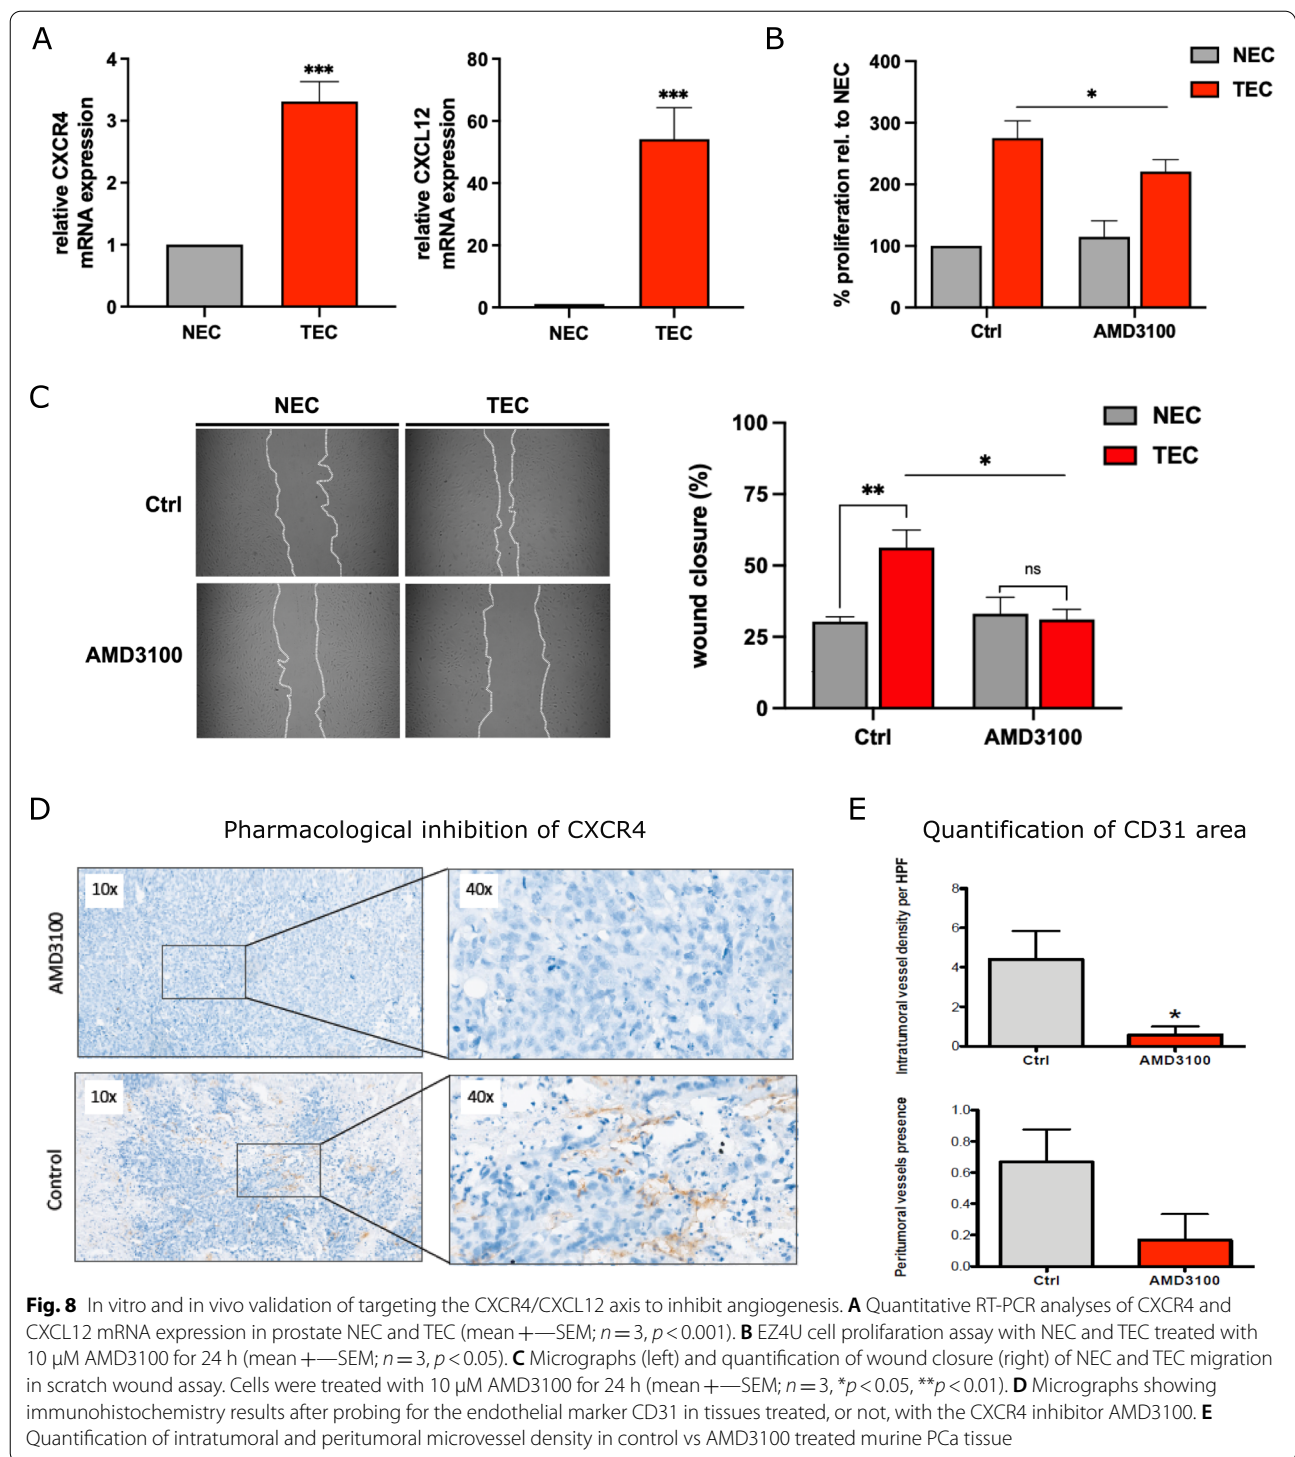 A
B
relative CXCR4
mRNA expression
4
3
2
1
0
***
NEC
TEC
relative CXCL12
mRNA expression
80
60
40
20
0
***
NEC
TEC
% proliferation rel. to NEC
400
300
200
100
0
*
NEC
TEC
Ctrl
AMD3100
C
NEC
TEC
Ctrl
AMD3100
wound closure (%)
100
75
50
25
0
**
*
ns
NEC
TEC
Ctrl
AMD3100
D
Pharmacological inhibition of CXCR4
AMD3100
10x
40x
Control
10x
40x
E
Quantification of CD31 area
Intratumoral vessel density per HPF
8
6
4
2
0
*
Ctrl
AMD3100
Peritumoral vessels presence
1.0
0.8
0.6
0.4
0.2
0.0
Ctrl
AMD3100
Fig. 8 In vitro and in vivo validation of targeting the CXCR4/CXCL12 axis to inhibit angiogenesis. A Quantitative RT-PCR analyses of CXCR4 and
CXCL12 mRNA expression in prostate NEC and TEC (mean +—SEM; n = 3, p < 0.001). B EZ4U cell prolifaration assay with NEC and TEC treated with
10 µM AMD3100 for 24 h (mean +—SEM; n = 3, p < 0.05). C Micrographs (left) and quantification of wound closure (right) of NEC and TEC migration
in scratch wound assay. Cells were treated with 10 µM AMD3100 for 24 h (mean +—SEM; n = 3, *p < 0.05, **p < 0.01). D Micrographs showing
immunohistochemistry results after probing for the endothelial marker CD31 in tissues treated, or not, with the CXCR4 inhibitor AMD3100. E
Quantification of intratumoral and peritumoral microvessel density in control vs AMD3100 treated murine PCa tissue